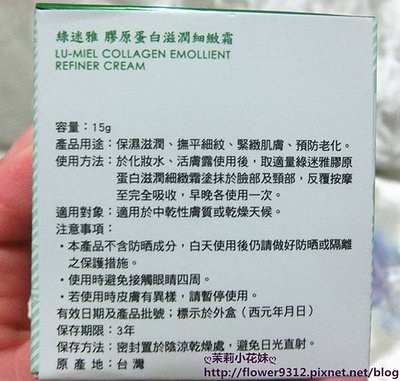 綠迷雅 膠原蛋白滋潤細緻霜
LU-MIEL COLLAGEN EMOLLIENT
REFINER CREAM
容量：15g
產品用途：保濕滋潤、撫平細紋、緊緻肌膚、預防老化。
使用方法：於化妝水、活膚露使用後，取適量綠迷雅膠原
蛋白滋潤細緻霜塗抹於臉部及頸部，反覆按摩
至完全吸收，早晚各使用一次。
適用對象：適用於中乾性膚質或乾燥天候。
注意事項：
・本產品不含防晒成分，白天使用後仍請做好防晒或隔離
之保護措施。
・使用時避免接觸眼睛四周。
・若使用時皮膚有異樣，請暫停使用。
有效日期及產品批號；標示於外盒（西元年月日）
保存期限：3年
保存方法：密封置於陰涼乾燥處，避免日光直射。
原產地：台灣
ღ茉莉小花妹ღ
http://flower9312.pixnet.net/blog